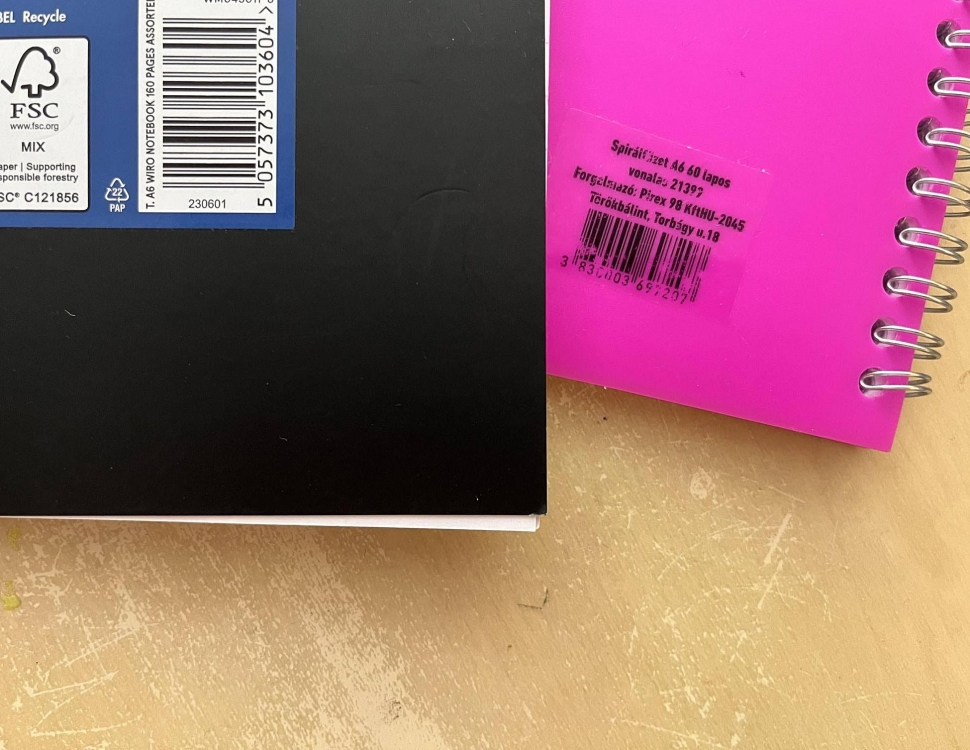 BEL Recycle
®
FSC
www.fsc.org
MIX
aper | Supporting
sponsible forestry
SC® C121856
22
PAP
T. A6 WIRO NOTEBOOK 160 PAGES ASSORTE
5 057373 103604 >
230601
Spirálfüzet A6 60 lapos
vonalas
Forgalmazó: Pirex 98 KftHU-2045
Törökbálint, Torbágy u.18